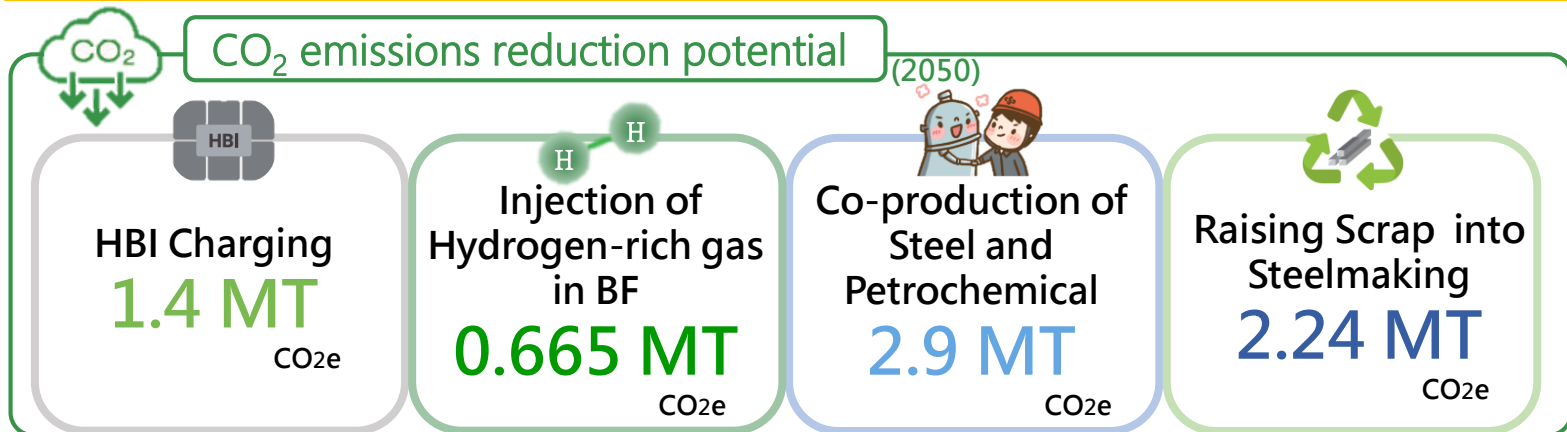 CO2
CO₂ emissions reduction potential
(2050)
HBI
HBI Charging
1.4 MT
CO2e
H
H
Injection of
Hydrogen-rich gas
in BF
0.665 MT
CO2e
Co-production of
Steel and
Petrochemical
2.9 MT
CO2e
Raising Scrap into
Steelmaking
2.24 MT
CO2e